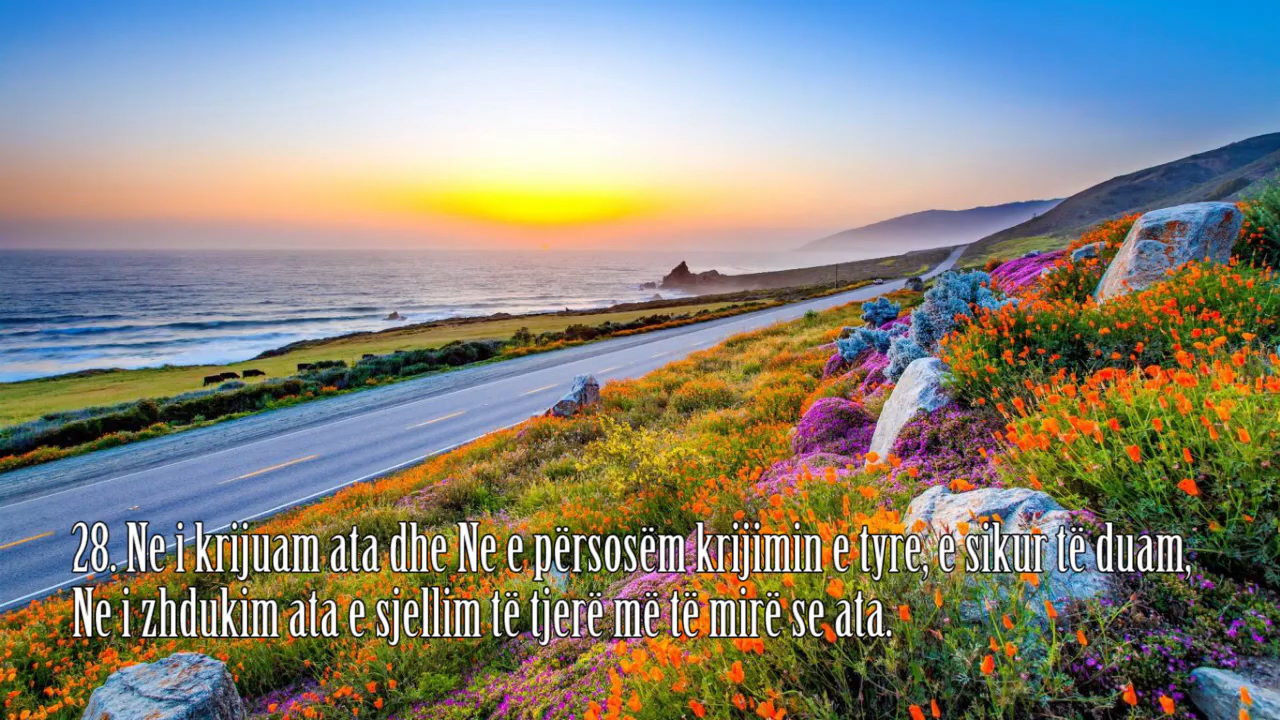 28. Ne i krijuam ata dhe Ne e përsosëm krijimin e tyre, e sikur të duam,
Ne i zhdukim ata e sjellim të tjerë më të mirë se ata.